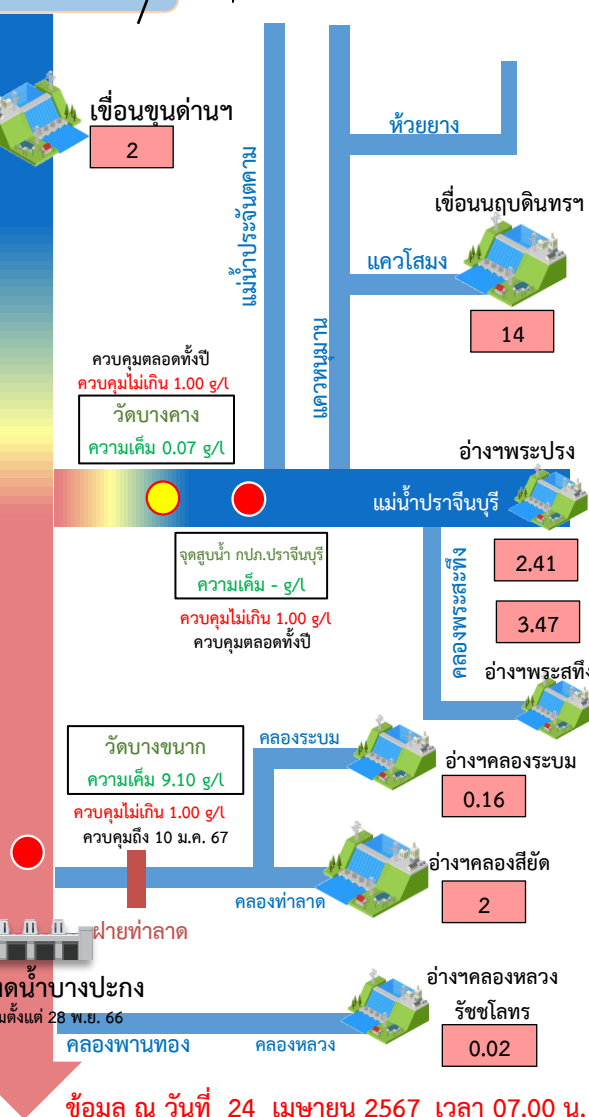 เขื่อนขุนด่านฯ
2
ห้วยยาง
แม่น้ำประจันตคาม
เขื่อนนฤบดินทรฯ
แควโสมง
14
แควหนุมาน
ควบคุมตลอดทั้งปี
ควบคุมไม่เกิน 1.00 g/l
วัดบางคาง
ความเค็ม 0.07 g/l
อ่างฯพระปรง
แม่น้ำปราจีนบุรี
จุดสูบน้ำ กปภ.ปราจีนบุรี
ความเค็ม - g/l
ควบคุมไม่เกิน 1.00 g/l
ควบคุมตลอดทั้งปี
2.41
คลองพระสะทึง
3.47
อ่างฯพระสทึง
วัดบางขนาก
ความเค็ม 9.10 g/l
ควบคุมไม่เกิน 1.00 g/l
ควบคุมถึง 10 ม.ค. 67
คลองระบม
อ่างฯคลองระบม
0.16
อ่างฯคลองสียัด
2
คลองท่าลาด
ฝายท่าลาด
ดน้ำบางปะกง
ตั้งแต่ 28 พ.ย. 66
อ่างฯคลองหลวง
รัชชโลทร
0.02
คลองพานทอง
คลองหลวง
ข้อมูล ณ วันที่ 24 เมษายน 2567 เวลา 07.00 น.